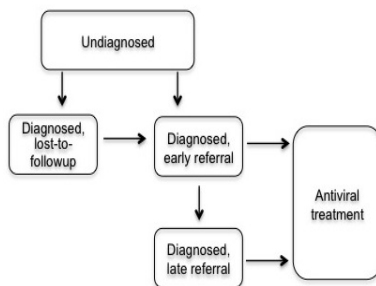 Undiagnosed
Diagnosed,
lost-to-
followup
Diagnosed,
early referral
Antiviral
treatment
Diagnosed,
late referral